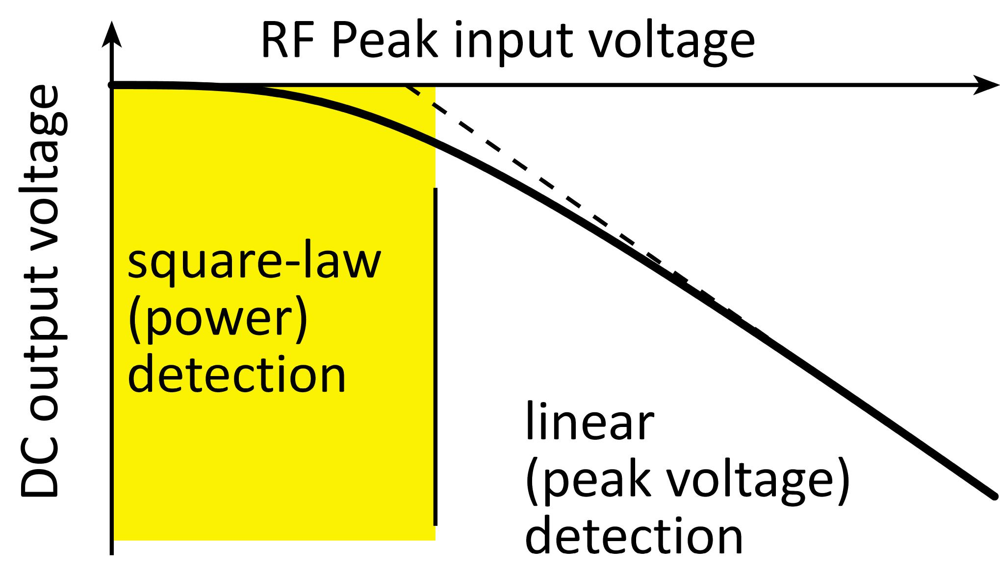 RF Peak input voltage
DC output voltage
square-law
(power)
detection
linear
(peak voltage)
detection